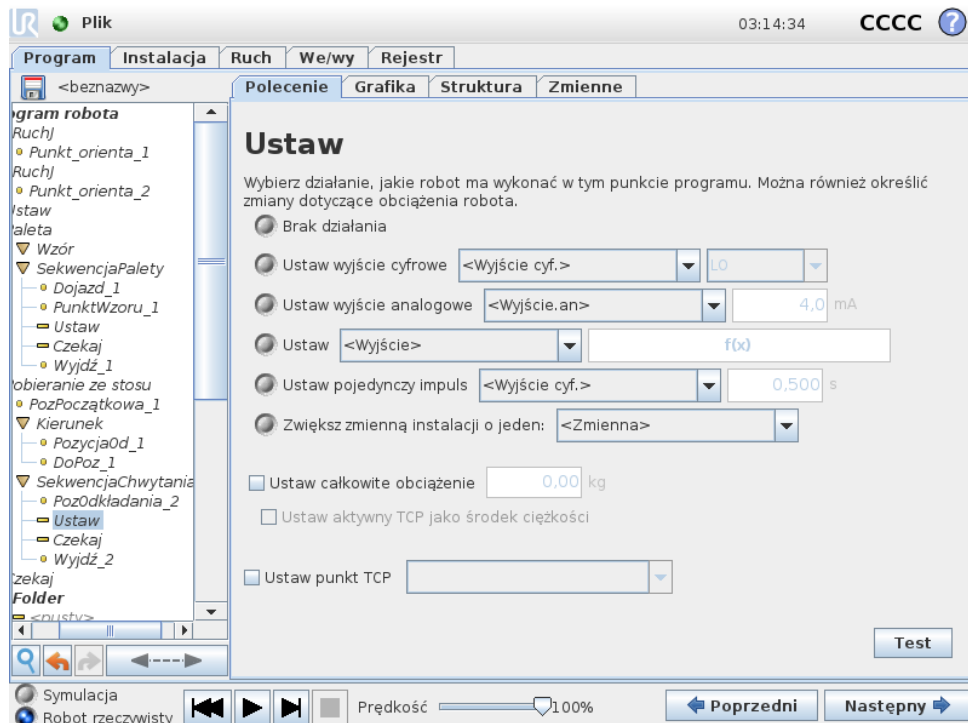 UR Plik 03:14:34 CCCC ?
Program Instalacja Ruch We/wy Rejestr
<beznazwy> Polecenie Grafika Struktura Zmienne
ogram robota
RuchJ
Punkt_orienta_1
RuchJ
Punkt_orienta_2
Ustaw
Paleta
Wzór
SekwencjaPalety
Dojazd_1
PunktWzoru_1
Ustaw
Czekaj
Wyjdź_1
obieranie ze stosu
PozPoczątkowa_1
Kierunek
PozycjaOd_1
DoPoz_1
SekwencjaChwytania
PozOdkładania_2
Ustaw
Czekaj
Wyjdź_2
Czekaj
Folder
<pusty>
Ustaw
Wybierz działanie, jakie robot ma wykonać w tym punkcie programu. Można również określić
zmiany dotyczące obciążenia robota.
Brak działania
Ustaw wyjście cyfrowe <Wyjście cyf.> LO
Ustaw wyjście analogowe <Wyjście.an> 4,0 mA
Ustaw <Wyjście> f(x)
Ustaw pojedynczy impuls <Wyjście cyf.> 0,500 s
Zwiększ zmienną instalacji o jeden: <Zmienna>
Ustaw całkowite obciążenie 0,00 kg
Ustaw aktywny TCP jako środek ciężkości
Ustaw punkt TCP
Test
Symulacja
Robot rzeczywisty
Prędkość 100%
Poprzedni Następny